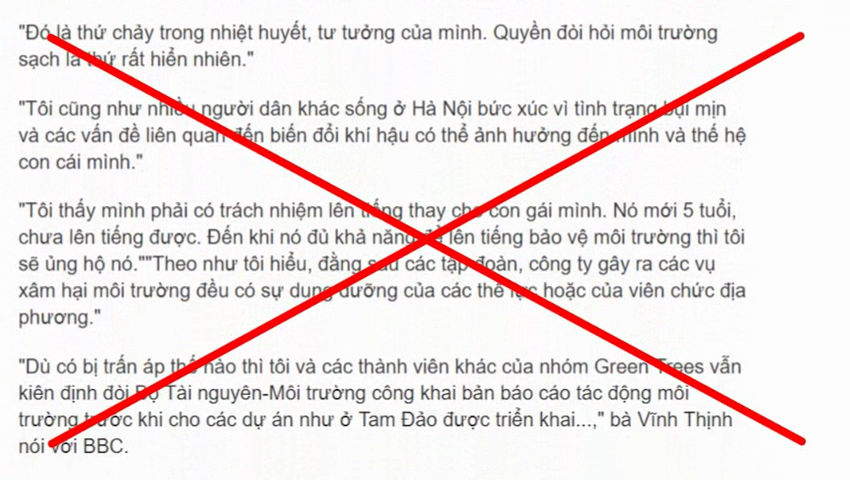 "Đó là thứ chảy trong nhiệt huyết, tư tưởng của mình. Quyền đòi hỏi môi trường
sạch là thứ rất hiển nhiên."
"Tôi cũng như nhiều người dân khác sống ở Hà Nội bức xúc vì tình trạng bụi mịn
và các vấn đề liên quan đến biến đổi khí hậu có thể ảnh hưởng đến mình và thế hệ
con cái mình."
"Tôi thấy mình phải có trách nhiệm lên tiếng thay cho con gái mình. Nó mới 5 tuổi,
chưa lên tiếng được. Đến khi nó đủ khả năng để lên tiếng bảo vệ môi trường thì tôi
sẽ ủng hộ nó.""Theo như tôi hiểu, đằng sau các tập đoàn, công ty gây ra các vụ
xâm hại môi trường đều có sự dung dưỡng của các thế lực hoặc của viên chức địa
phương."
"Dù có bị trấn áp thế nào thì tôi và các thành viên khác của nhóm Green Trees vẫn
kiên định đòi Bộ Tài nguyên-Môi trường công khai bản báo cáo tác động môi
trường trước khi cho các dự án như ở Tam Đảo được triển khai...," bà Vĩnh Thịnh
nói với BBC.